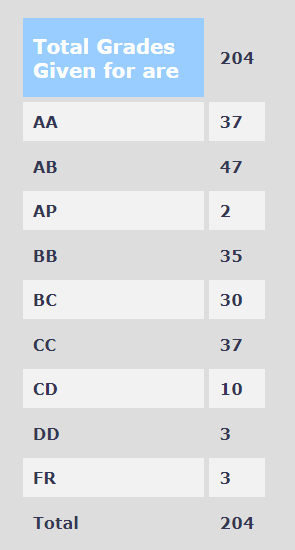 Total Grades
Given for are 204
AA 37
AB 47
AP 2
BB 35
BC 30
CC 37
CD 10
DD 3
FR 3
Total 204